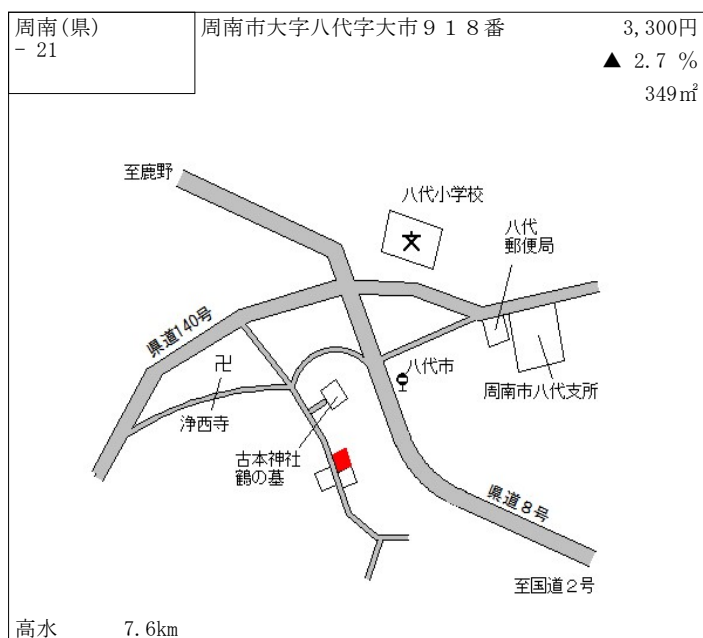 周南(県)
- 21
周南市大字八代字大市９１８番
3,300円
▲ 2.7 %
349㎡
至鹿野
八代小学校
文
八代
郵便局
県道140号
卍
八代市
周南市八代支所
浄西寺
古本神社
鶴の墓
県道８号
至国道２号
高水 7.6km